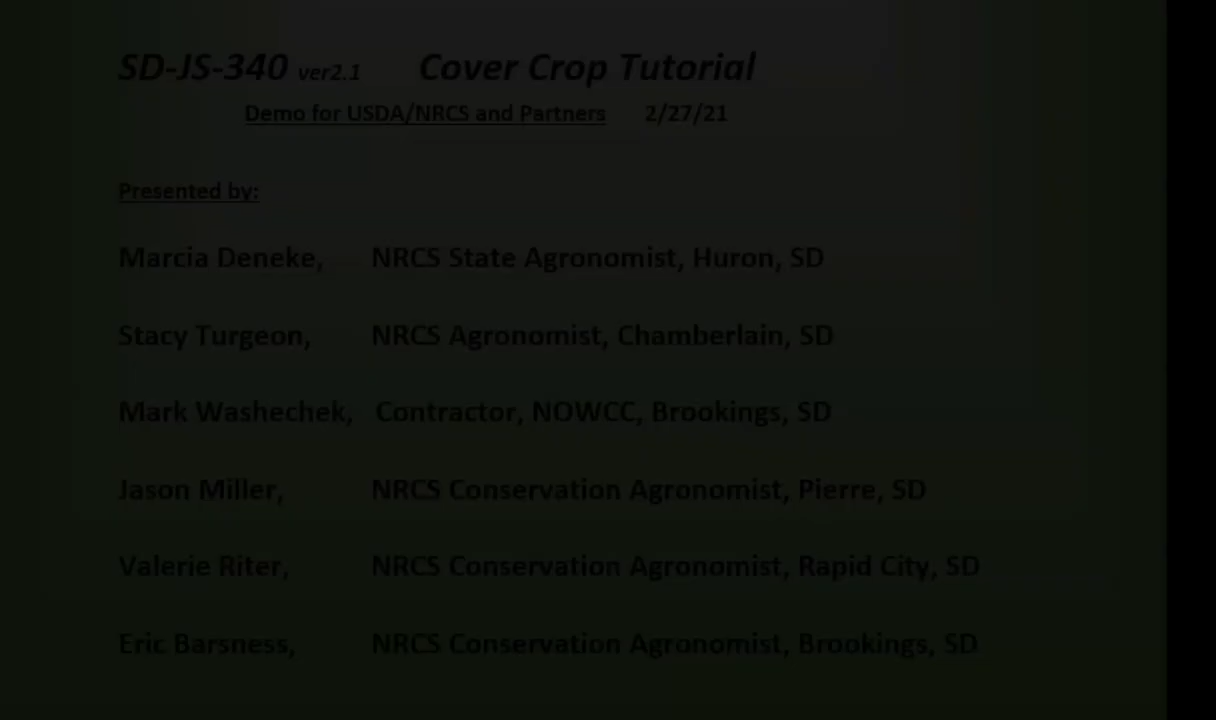 SD-JS-340 ver2.1 Cover Crop Tutorial
Demo for USDA/NRCS and Partners 2/27/21
Presented by:
Marcia Deneke, NRCS State Agronomist, Huron, SD
Stacy Turgeon, NRCS Agronomist, Chamberlain, SD
Mark Washechek, Contractor, NOWCC, Brookings, SD
Jason Miller, NRCS Conservation Agronomist, Pierre, SD
Valerie Riter, NRCS Conservation Agronomist, Rapid City, SD
Eric Barsness, NRCS Conservation Agronomist, Brookings, SD